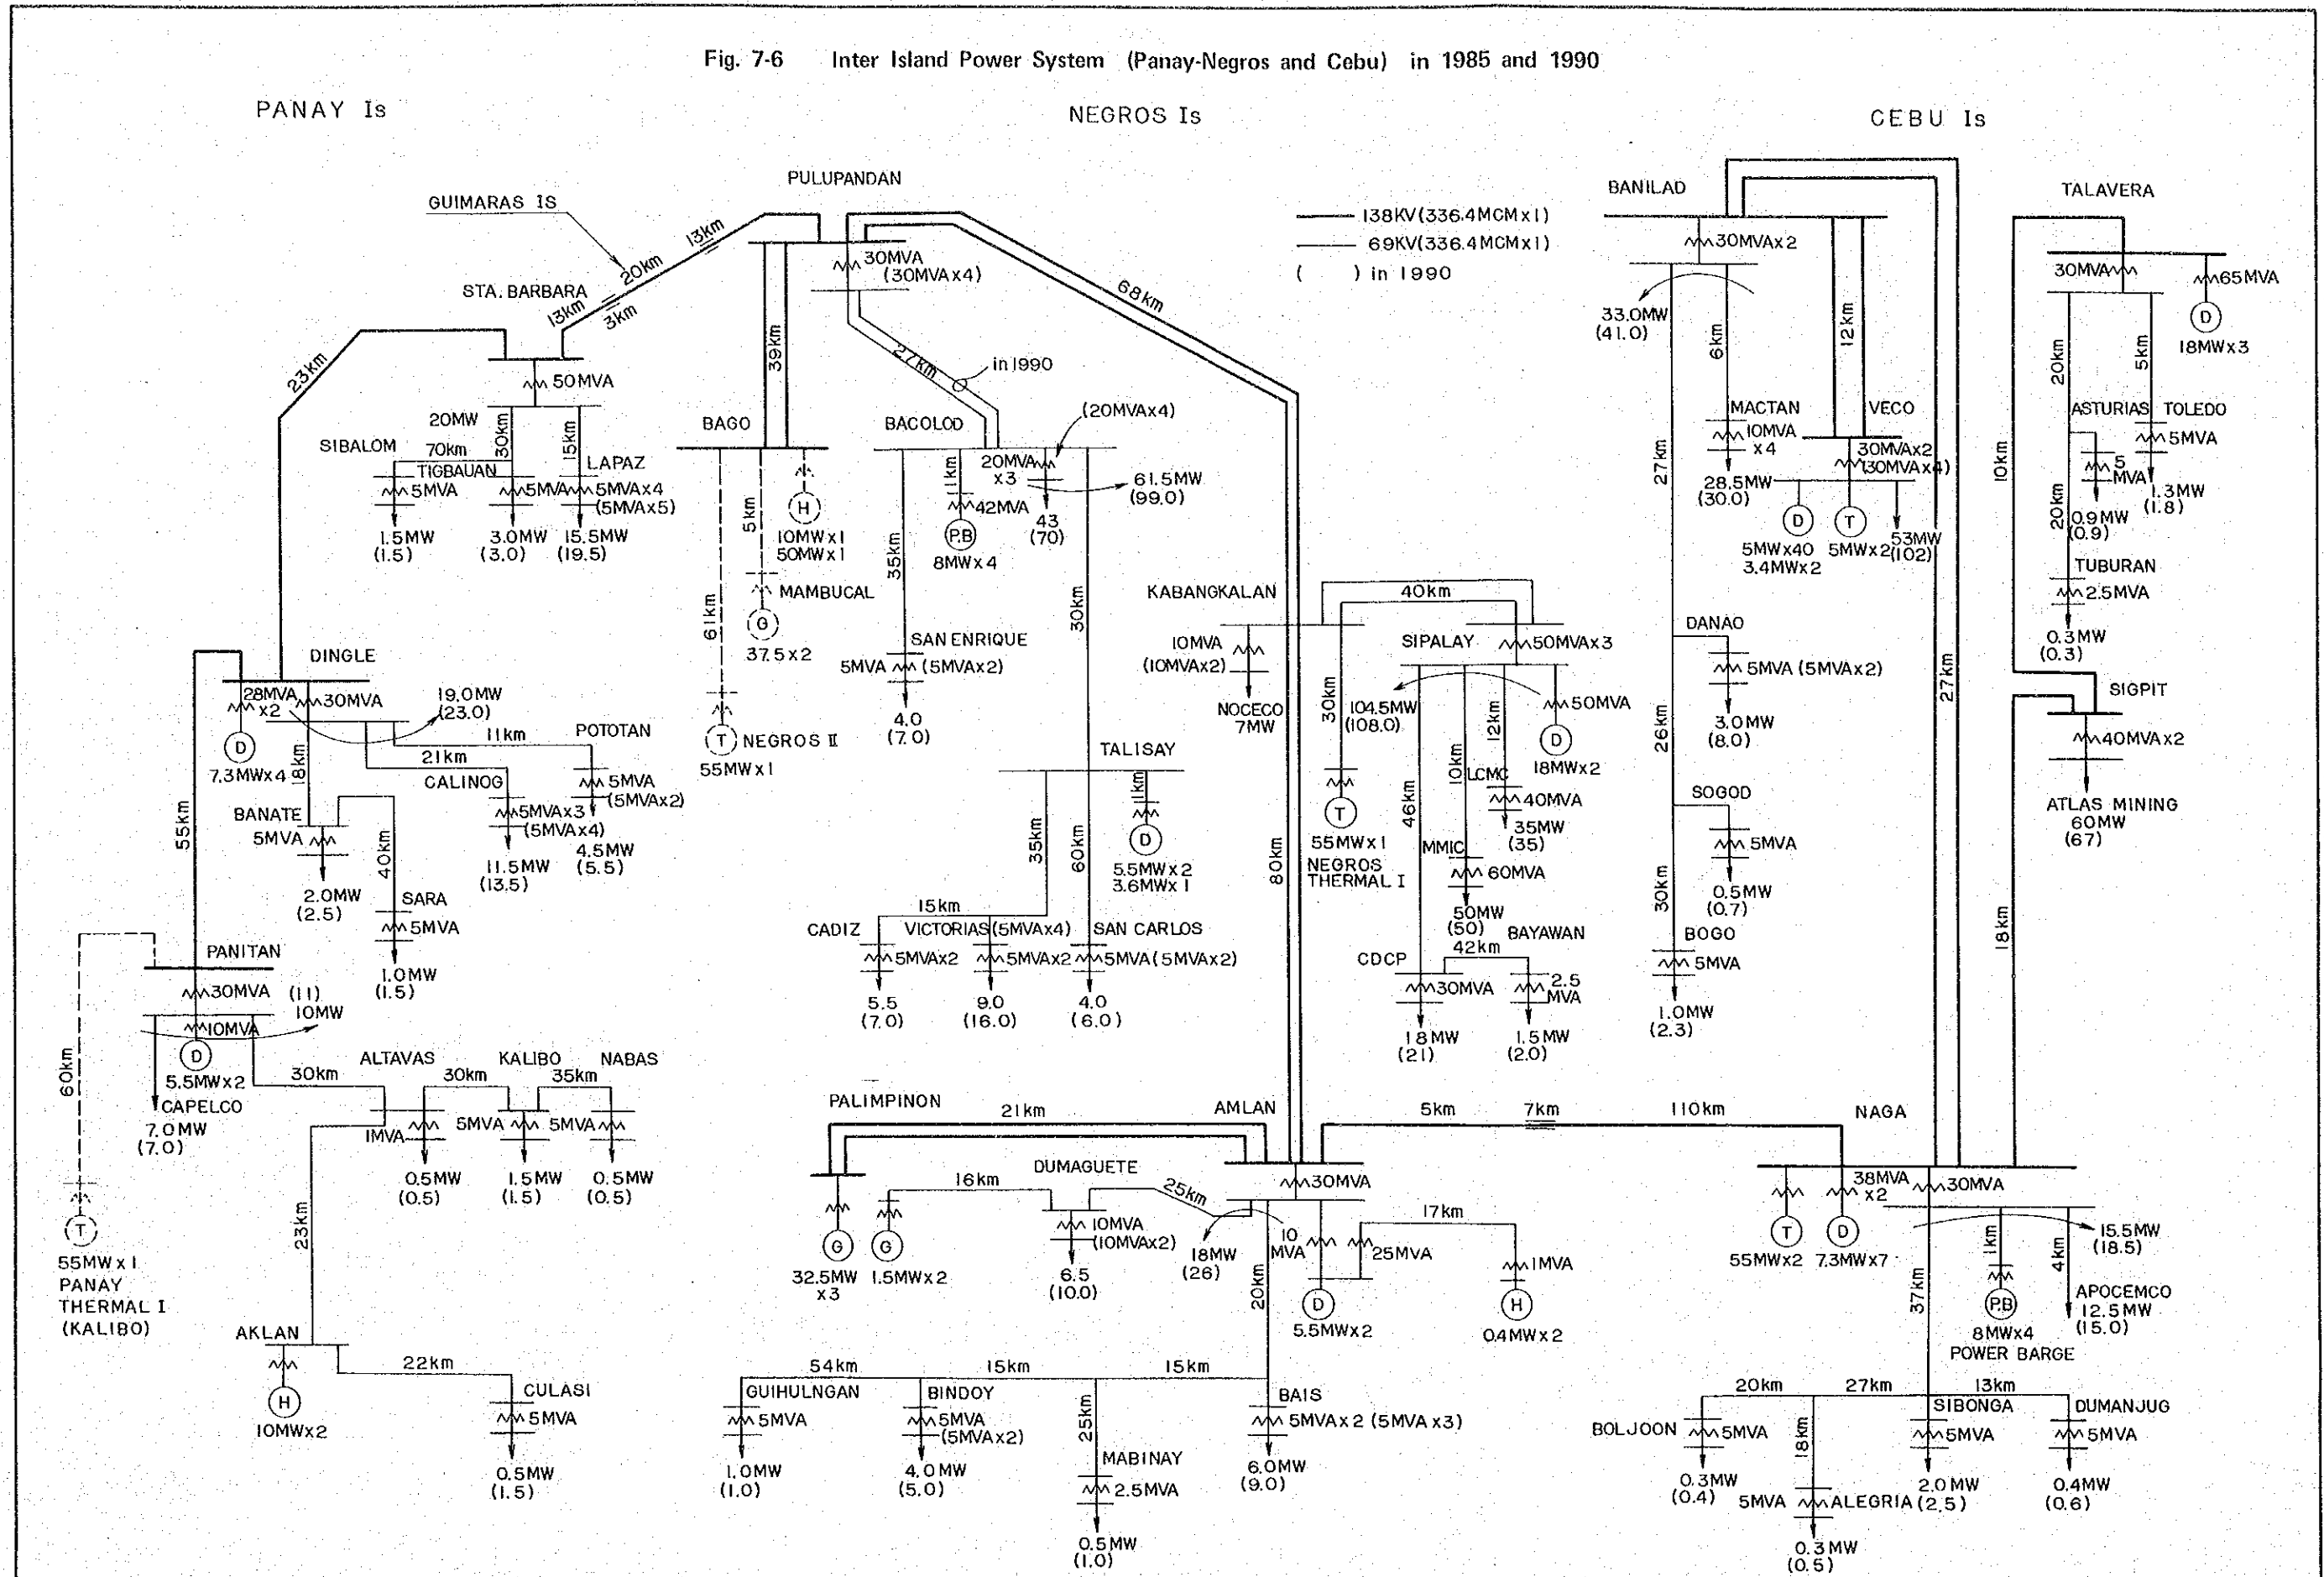 Fig. 7-6 Inter Island Power System (Panay-Negros and Cebu) in 1985 and 1990
PANAY Is
NEGROS Is
CEBU Is
GUIMARAS IS
STA. BARBARA
13km
20km
13km
3km
23km
50MVA
20MW
SIBALOM
70km
30km
15km
TIGBAUAN
LAPAZ
5MVA
5MVA
5MVAx4
(5MVAx5)
1.5MW
(1.5)
3.0MW
(3.0)
15.5MW
(19.5)
DINGLE
28MVA
x2
30MVA
19.0MW
(23.0)
D
7.3MWx4
18km
11km
POTOTAN
21km
CALINOG
5MVA
(5MVAx2)
5MVAx3
(5MVAx4)
4.5MW
(5.5)
11.5MW
(13.5)
BANATE
5MVA
2.0MW
(2.5)
40km
SARA
5MVA
1.0MW
(1.5)
55km
PANITAN
30MVA
(11)
10MW
10MVA
D
5.5MWx2
CAPELCO
7.0MW
(7.0)
60km
T
55MWx1
PANAY
THERMAL I
(KALIBO)
30km
ALTAVAS
30km
KALIBO
35km
NABAS
1MVA
5MVA
5MVA
0.5MW
(0.5)
1.5MW
(1.5)
0.5MW
(0.5)
23km
AKLAN
H
10MWx2
22km
CULASI
5MVA
0.5MW
(1.5)
PULUPANDAN
30MVA
(30MVAx4)
138KV(336.4MCMx1)
69KV(336.4MCMx1)
( ) in 1990
68km
39km
27km
in 1990
BAGO
61km
5km
H
10MWx1
50MWx1
MAMBUCAL
G
37.5x2
T
NEGROS II
55MWx1
BACOLOD
(20MVAx4)
20MVA
x3
61.5MW
(99.0)
43
(70)
1km
42MVA
P.B
8MWx4
35km
SAN ENRIQUE
5MVA
(5MVAx2)
4.0
(7.0)
30km
TALISAY
1km
D
5.5MWx2
3.6MWx1
35km
60km
15km
CADIZ
VICTORIAS
(5MVAx4)
SAN CARLOS
5MVAx2
5MVAx2
5MVA(5MVAx2)
5.5
(7.0)
9.0
(16.0)
4.0
(6.0)
KABANGKALAN
40km
10MVA
(10MVAx2)
NOCECO
7MW
30km
T
55MWx1
NEGROS
THERMAL I
80km
SIPALAY
50MVAx3
104.5MW
(108.0)
50MVA
D
18MWx2
12km
LCMC
40MVA
35MW
(35)
10km
MMIC
60MVA
50MW
(50)
46km
42km
BAYAWAN
CDCP
30MVA
2.5
MVA
18MW
(21)
1.5MW
(2.0)
PALIMPINON
21km
AMLAN
5km
7km
110km
NAGA
16km
DUMAGUETE
25km
30MVA
G
32.5MW
x3
G
1.5MWx2
10MVA
(10MVAx2)
6.5
(10.0)
18MW
(26)
10
MVA
25MVA
17km
D
5.5MWx2
1MVA
H
0.4MWx2
20km
54km
15km
15km
GUIHULNGAN
BINDOY
BAIS
5MVA
5MVA
(5MVAx2)
5MVAx2 (5MVAx3)
1.0MW
(1.0)
4.0MW
(5.0)
25km
MABINAY
2.5MVA
0.5MW
(1.0)
6.0MW
(9.0)
BANILAD
30MVAx2
33.0MW
(41.0)
6km
12km
MACTAN
10MVA
x4
28.5MW
(30.0)
VECO
30MVAx2
(30MVAx4)
D
5MWx40
3.4MWx2
T
5MWx2
53MW
(102)
27km
DANAO
5MVA (5MVAx2)
3.0MW
(8.0)
26km
SOGOD
5MVA
0.5MW
(0.7)
30km
BOGO
5MVA
1.0MW
(2.3)
27km
TALAVERA
30MVA
65MVA
D
18MWx3
10km
20km
5km
ASTURIAS
TOLEDO
5MVA
5
MVA
1.3MW
(1.8)
0.9MW
(0.9)
20km
TUBURAN
2.5MVA
0.3MW
(0.3)
SIGPIT
40MVAx2
ATLAS MINING
60MW
(67)
18km
38MVA
x2
30MVA
T
55MWx2
D
7.3MWx7
15.5MW
(18.5)
1km
4km
P.B
8MWx4
POWER BARGE
APOCEMCO
12.5MW
(15.0)
37km
20km
27km
13km
SIBONGA
DUMANJUG
BOLJOON
5MVA
18km
5MVA
5MVA
0.3MW
(0.4)
5MVA
ALEGRIA
0.3MW
(0.5)
2.0MW
(2.5)
0.4MW
(0.6)